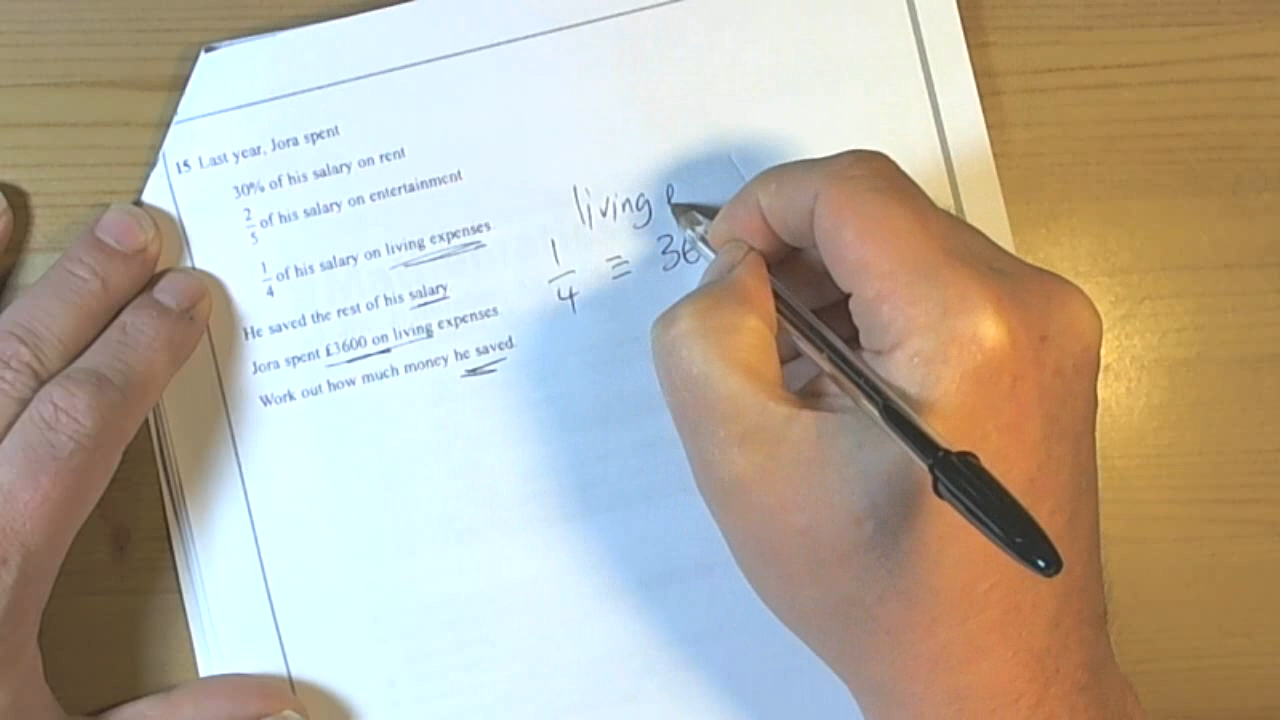 15 Last year, Jora spent
30% of his salary on rent
2/5 of his salary on entertainment
1/4 of his salary on living expenses
He saved the rest of his salary
Jora spent £3600 on living expenses.
Work out how much money he saved.
living
1/4 ≡ 36